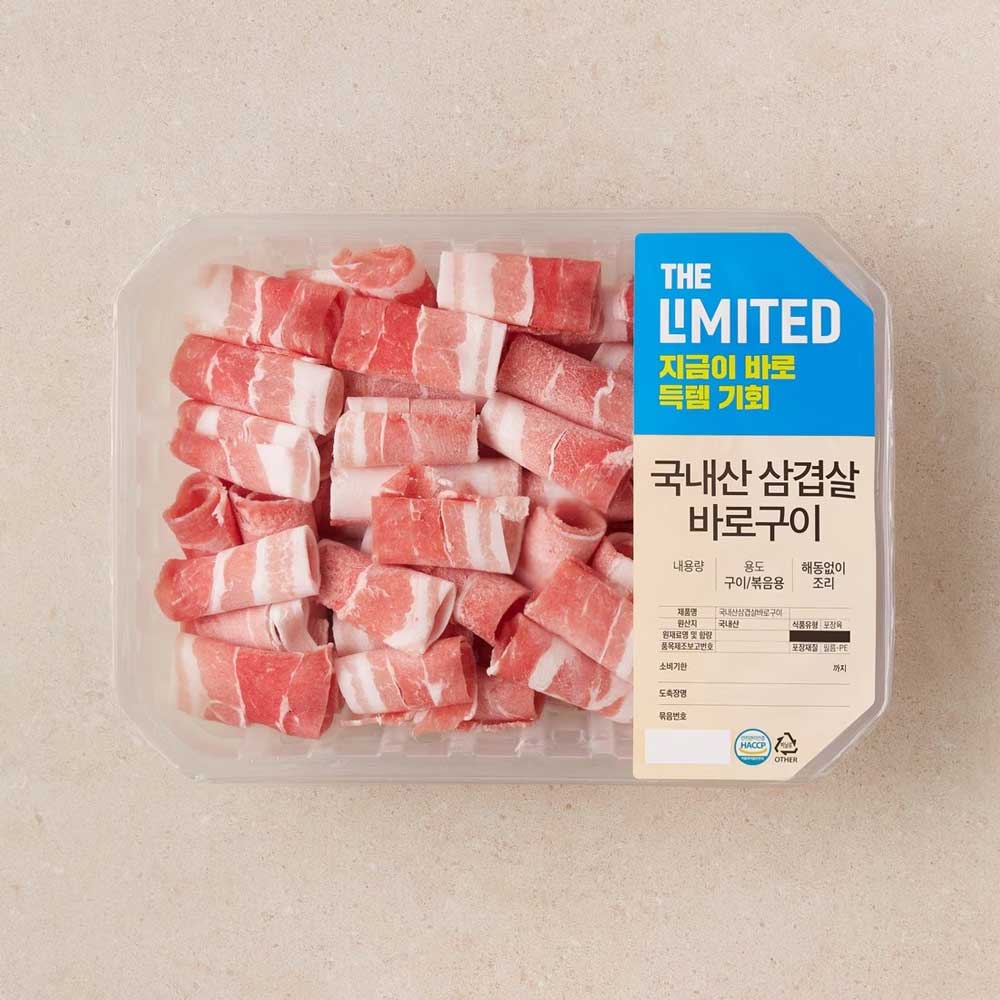 THE
LIMITED
지금이 바로
득템 기회
국내산 삼겹살
바로구이
내용량 용도 해동없이
구이/볶음용 조리
제품명 국내산삼겹살바로구이
원산지 국내산 식품유형 포장육
원재료명 및 함량
품목제조보고번호 포장재질 필름-PE
소비기한 까지
도축장명
묶음번호
HACCP
OTHER